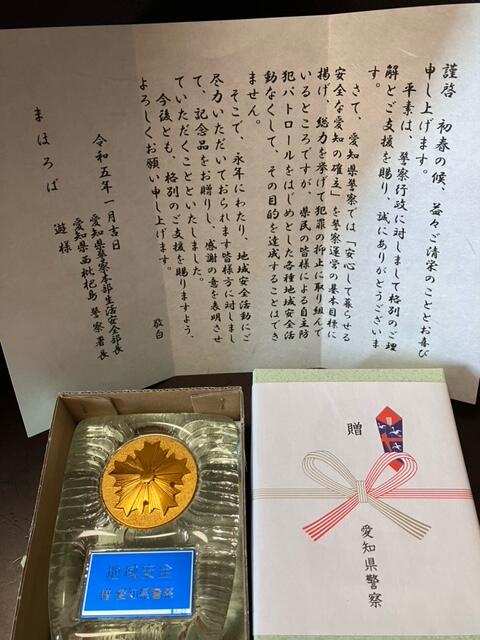 謹啓　初春の候、益々ご清栄のこととお喜び
申し上げます。
平素は、警察行政に対しまして格別のご理
解とご支援を賜り、誠にありがとうございま
す。
さて、愛知県警察では「安心して暮らせる
安全な愛知の確立」を警察運営の基本目標に
掲げ、総力を挙げて犯罪の抑止に取り組んで
いるところですが、県民の皆様による自主防
犯パトロールをはじめとした各種地域安全活
動なくして、その目的を達成することはでき
ません。
そこで、永年にわたり、地域安全活動にご
尽力いただいております皆様方に対しまし
て、記念品をお贈りし、感謝の意を表明させ
ていただくことといたしました。
今後とも、格別のご支援を賜りますよう、
よろしくお願い申し上げます。
敬白
令和五年一月吉日
愛知県警察本部生活安全部長
愛知県西枇杷島警察署長
まほろば
遊様
地域安全
贈 愛知県警察
贈
愛知県警察